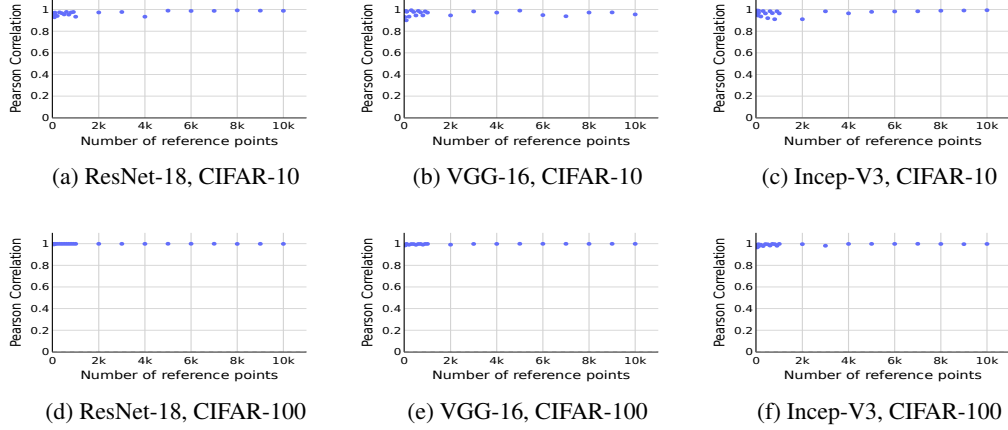 1
0.8
0.6
0.4
0.2
0
Pearson Correlation
0 2k 4k 6k 8k 10k
Number of reference points
(a) ResNet-18, CIFAR-10
1
0.8
0.6
0.4
0.2
0
Pearson Correlation
0 2k 4k 6k 8k 10k
Number of reference points
(b) VGG-16, CIFAR-10
1
0.8
0.6
0.4
0.2
0
Pearson Correlation
0 2k 4k 6k 8k 10k
Number of reference points
(c) Incep-V3, CIFAR-10
1
0.8
0.6
0.4
0.2
0
Pearson Correlation
0 2k 4k 6k 8k 10k
Number of reference points
(d) ResNet-18, CIFAR-100
1
0.8
0.6
0.4
0.2
0
Pearson Correlation
0 2k 4k 6k 8k 10k
Number of reference points
(e) VGG-16, CIFAR-100
1
0.8
0.6
0.4
0.2
0
Pearson Correlation
0 2k 4k 6k 8k 10k
Number of reference points
(f) Incep-V3, CIFAR-100